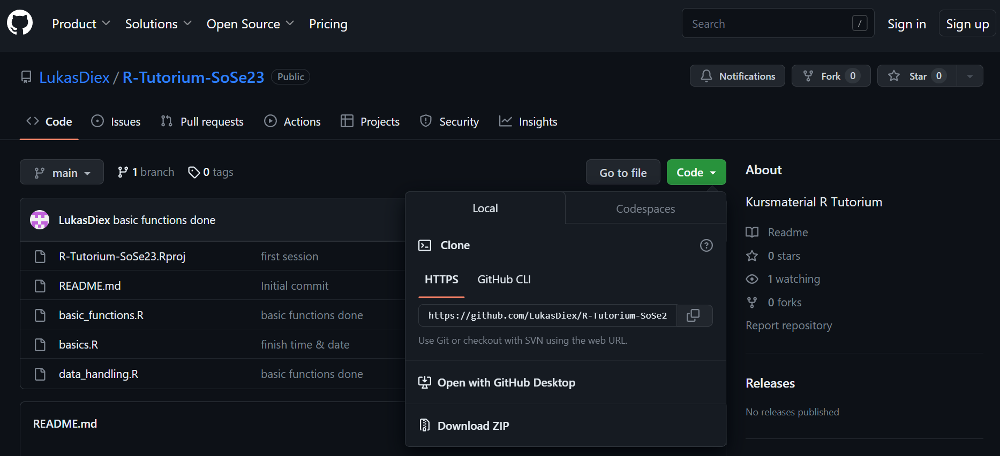 Product Solutions Open Source Pricing Search / Sign in Sign up
LukasDiex / R-Tutorium-SoSe23 Public Notifications Fork 0 Star 0
Code Issues Pull requests Actions Projects Security Insights
main 1 branch 0 tags Go to file Code
About
Kursmaterial R Tutorium
Readme
0 stars
1 watching
0 forks
Report repository
Releases
No releases published
LukasDiex basic functions done
R-Tutorium-SoSe23.Rproj first session
README.md Initial commit
basic_functions.R basic functions done
basics.R finish time & date
data_handling.R basic functions done
README.md
Local Codespaces
Clone ?
HTTPS GitHub CLI
https://github.com/LukasDiex/R-Tutorium-SoSe2
Use Git or checkout with SVN using the web URL.
Open with GitHub Desktop
Download ZIP